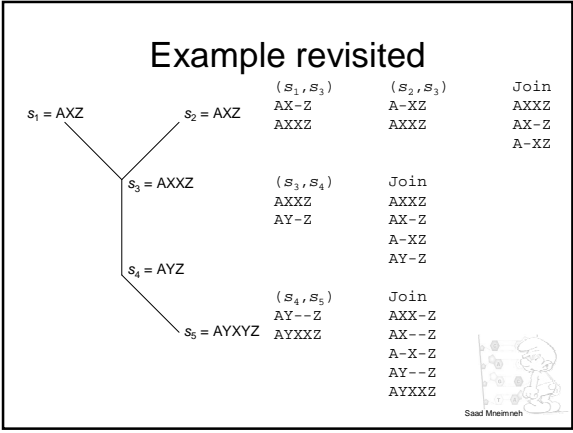 Example revisited
s1 = AXZ
s2 = AXZ
s3 = AXXZ
s4 = AYZ
s5 = AYXYZ
(s1,s3)
AX-Z
AXXZ
(s2,s3)
A-XZ
AXXZ
Join
AXXZ
AX-Z
A-XZ
(s3,s4)
AXXZ
AY-Z
Join
AXXZ
AX-Z
A-XZ
AY-Z
(s4,s5)
AY--Z
AYXXZ
Join
AXX-Z
AX--Z
A-X-Z
AY--Z
AYXXZ
Saad Mneimneh